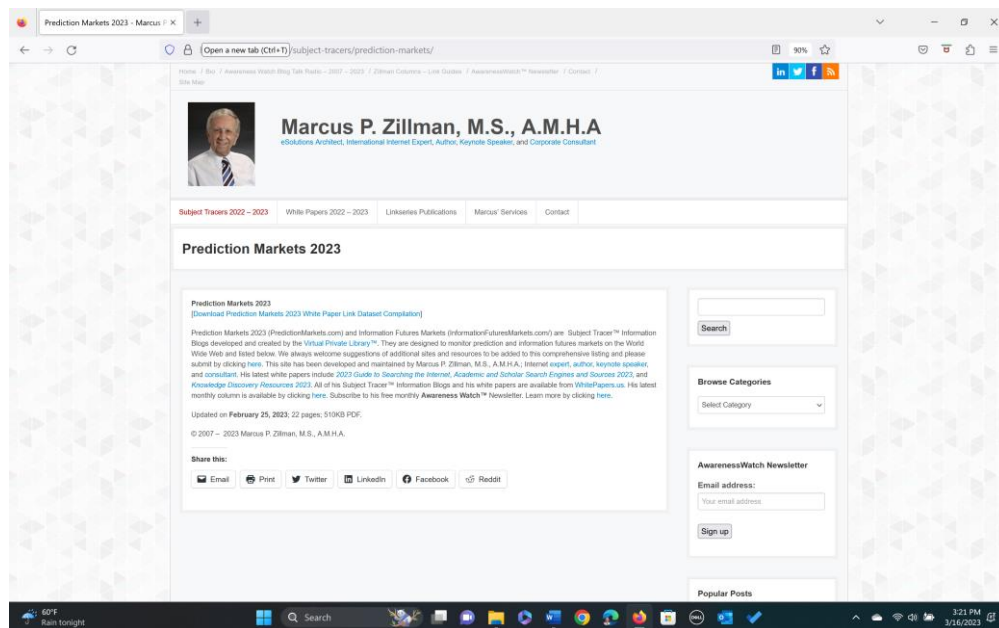 Prediction Markets 2023 - Marcus P
Open a new tab (Ctrl+T) /subject-tracers/prediction-markets/
90%
Home / Bio / Awareness Watch Blog Talk Radio – 2007 – 2023 / Zillman Columns – Link Guides / AwarenessWatch™ Newsletter / Contact /
Site Map
Marcus P. Zillman, M.S., A.M.H.A
eSolutions Architect, International Internet Expert, Author, Keynote Speaker, and Corporate Consultant
Subject Tracers 2022 – 2023 White Papers 2022 – 2023 Linkseries Publications Marcus' Services Contact
Prediction Markets 2023
Prediction Markets 2023
[Download Prediction Markets 2023 White Paper Link Dataset Compilation]
Prediction Markets 2023 (PredictionMarkets.com) and Information Futures Markets (InformationFuturesMarkets.com/) are Subject Tracer™ Information
Blogs developed and created by the Virtual Private Library™. They are designed to monitor prediction and information futures markets on the World
Wide Web and listed below. We always welcome suggestions of additional sites and resources to be added to this comprehensive listing and please
submit by clicking here. This site has been developed and maintained by Marcus P. Zillman, M.S., A.M.H.A.; Internet expert, author, keynote speaker,
and consultant. His latest white papers include 2023 Guide to Searching the Internet, Academic and Scholar Search Engines and Sources 2023, and
Knowledge Discovery Resources 2023. All of his Subject Tracer™ Information Blogs and his white papers are available from WhitePapers.us. His latest
monthly column is available by clicking here. Subscribe to his free monthly Awareness Watch™ Newsletter. Learn more by clicking here.
Updated on February 25, 2023; 22 pages; 510KB PDF.
© 2007 – 2023 Marcus P. Zillman, M.S., A.M.H.A.
Share this:
Email Print Twitter LinkedIn Facebook Reddit
Search
Browse Categories
Select Category
AwarenessWatch Newsletter
Email address:
Your email address
Sign up
Popular Posts
60°F
Rain tonight
Search
3:21 PM
3/16/2023